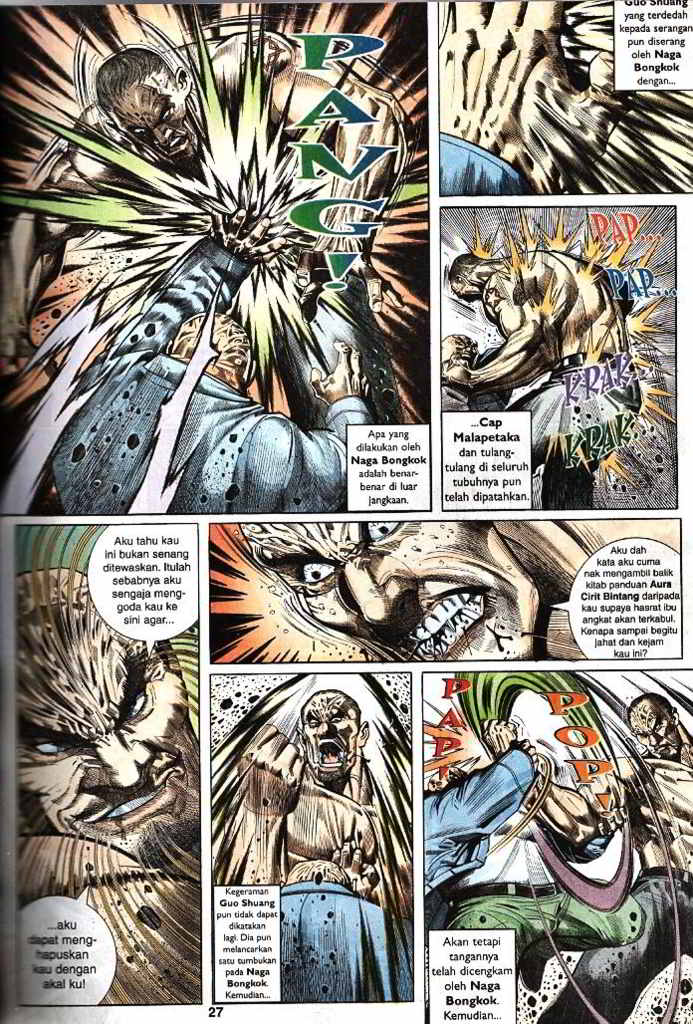 PANG!
Apa yang
dilakukan oleh
Naga Bongkok
adalah benar-
benar di luar
jangkaan.
Guo Shuang
yang terdedah
kepada serangan
pun diserang
oleh Naga
Bongkok
dengan...
PAP...
PAP...
KRAK
KRAK
...Cap
Malapetaka
dan tulang-
tulang di seluruh
tubuhnya pun
telah dipatahkan.
Aku tahu kau
ini bukan senang
ditewaskan. Itulah
sebabnya aku
sengaja meng-
goda kau ke
sini agar...
...aku
dapat meng-
hapuskan
kau dengan
akal ku!
Aku dah
kata aku cuma
nak mengambil balik
kitab panduan Aura
Cirit Bintang daripada
kau supaya hasrat ibu
angkat akan terkabul.
Kenapa sampai begitu
jahat dan kejam
kau ini?
Kegeraman
Guo Shuang
pun tidak dapat
dikatakan
lagi. Dia pun
melancarkan
satu tumbukan
pada Naga
Bongkok.
Kemudian...
PAP!
POP!
Akan tetapi
tangannya
telah dicengkam
oleh Naga
Bongkok.
Kemudian...
27